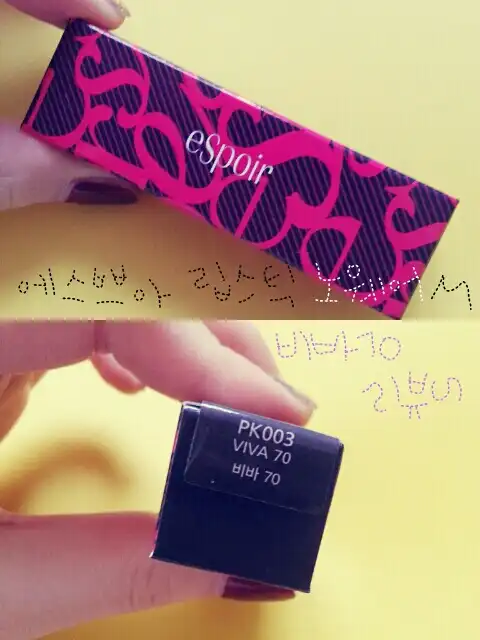 espoir
에스쁘아 립스틱 노웨어
비바70
리뷰
PK003
VIVA 70
비바 70